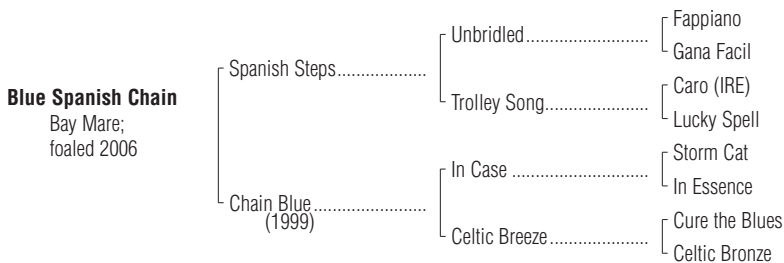 Blue Spanish Chain
Bay Mare;
foaled 2006
Spanish Steps....................
Chain Blue.........................
(1999)
Unbridled...........................
Trolley Song.......................
In Case ..............................
Celtic Breeze......................
Fappiano
Gana Facil
Caro (IRE)
Lucky Spell
Storm Cat
In Essence
Cure the Blues
Celtic Bronze